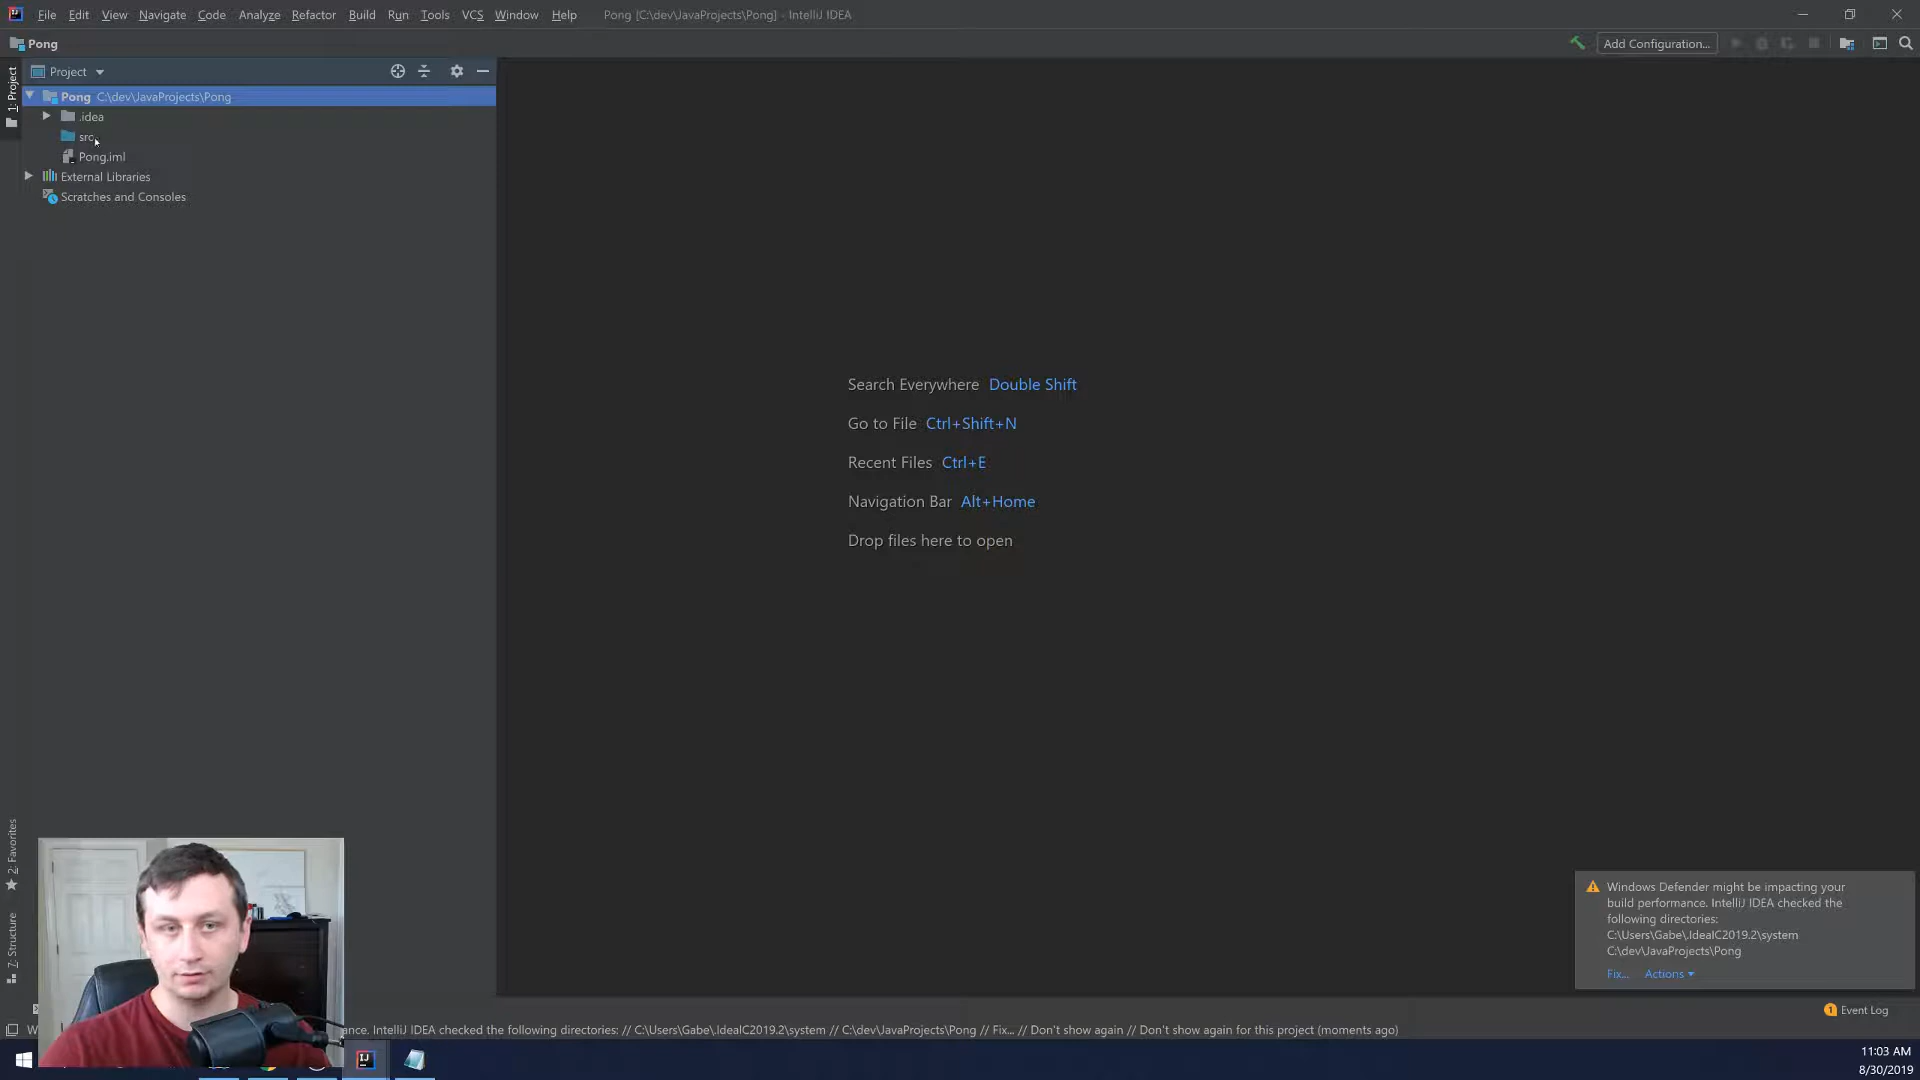 File Edit View Navigate Code Analyze Refactor Build Run Tools VCS Window Help Pong [C:\dev\JavaProjects\Pong] - IntelliJ IDEA
Pong Add Configuration...
1: Project
Project
Pong C:\dev\JavaProjects\Pong
.idea
src
Pong.iml
External Libraries
Scratches and Consoles
Search Everywhere Double Shift
Go to File Ctrl+Shift+N
Recent Files Ctrl+E
Navigation Bar Alt+Home
Drop files here to open
2: Favorites
7: Structure
Windows Defender might be impacting your
build performance. IntelliJ IDEA checked the
following directories:
C:\Users\Gabe\.IdeaIC2019.2\system
C:\dev\JavaProjects\Pong
Fix... Actions
1 Event Log
IntelliJ IDEA checked the following directories: // C:\Users\Gabe\.IdeaIC2019.2\system // C:\dev\JavaProjects\Pong // Fix... // Don't show again // Don't show again for this project (moments ago)
11:03 AM
8/30/2019